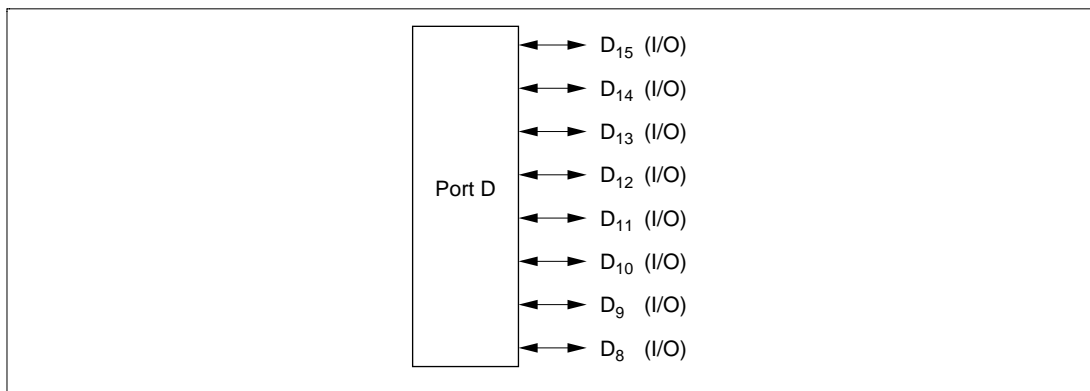 D15 (I/O)
D14 (I/O)
D13 (I/O)
D12 (I/O)
Port D
D11 (I/O)
D10 (I/O)
D9 (I/O)
D8 (I/O)